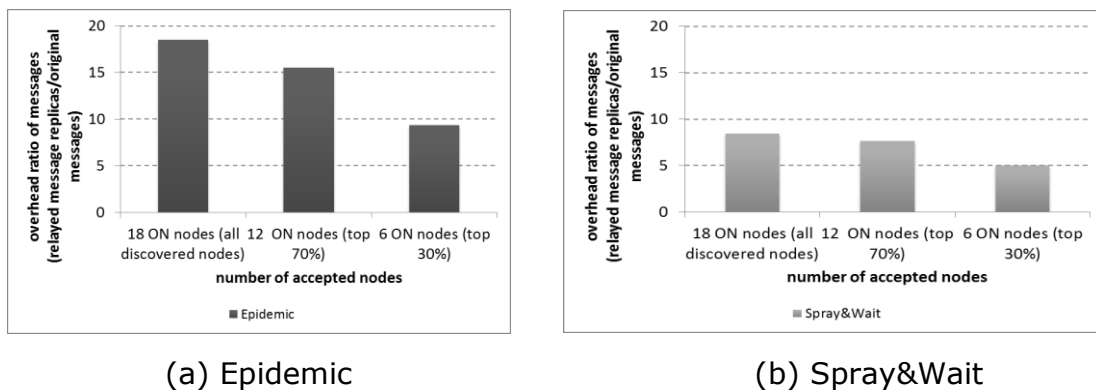 overhead ratio of messages
(relayed message replicas/original
messages)
20
15
10
5
0
18 ON nodes (all
discovered nodes)
12 ON nodes (top
70%)
6 ON nodes (top
30%)
number of accepted nodes
Epidemic
(a) Epidemic
overhead ratio of messages
(relayed message replicas/original
messages)
20
15
10
5
0
18 ON nodes (all
discovered nodes)
12 ON nodes (top
70%)
6 ON nodes (top
30%)
number of accepted nodes
Spray&Wait
(b) Spray&Wait